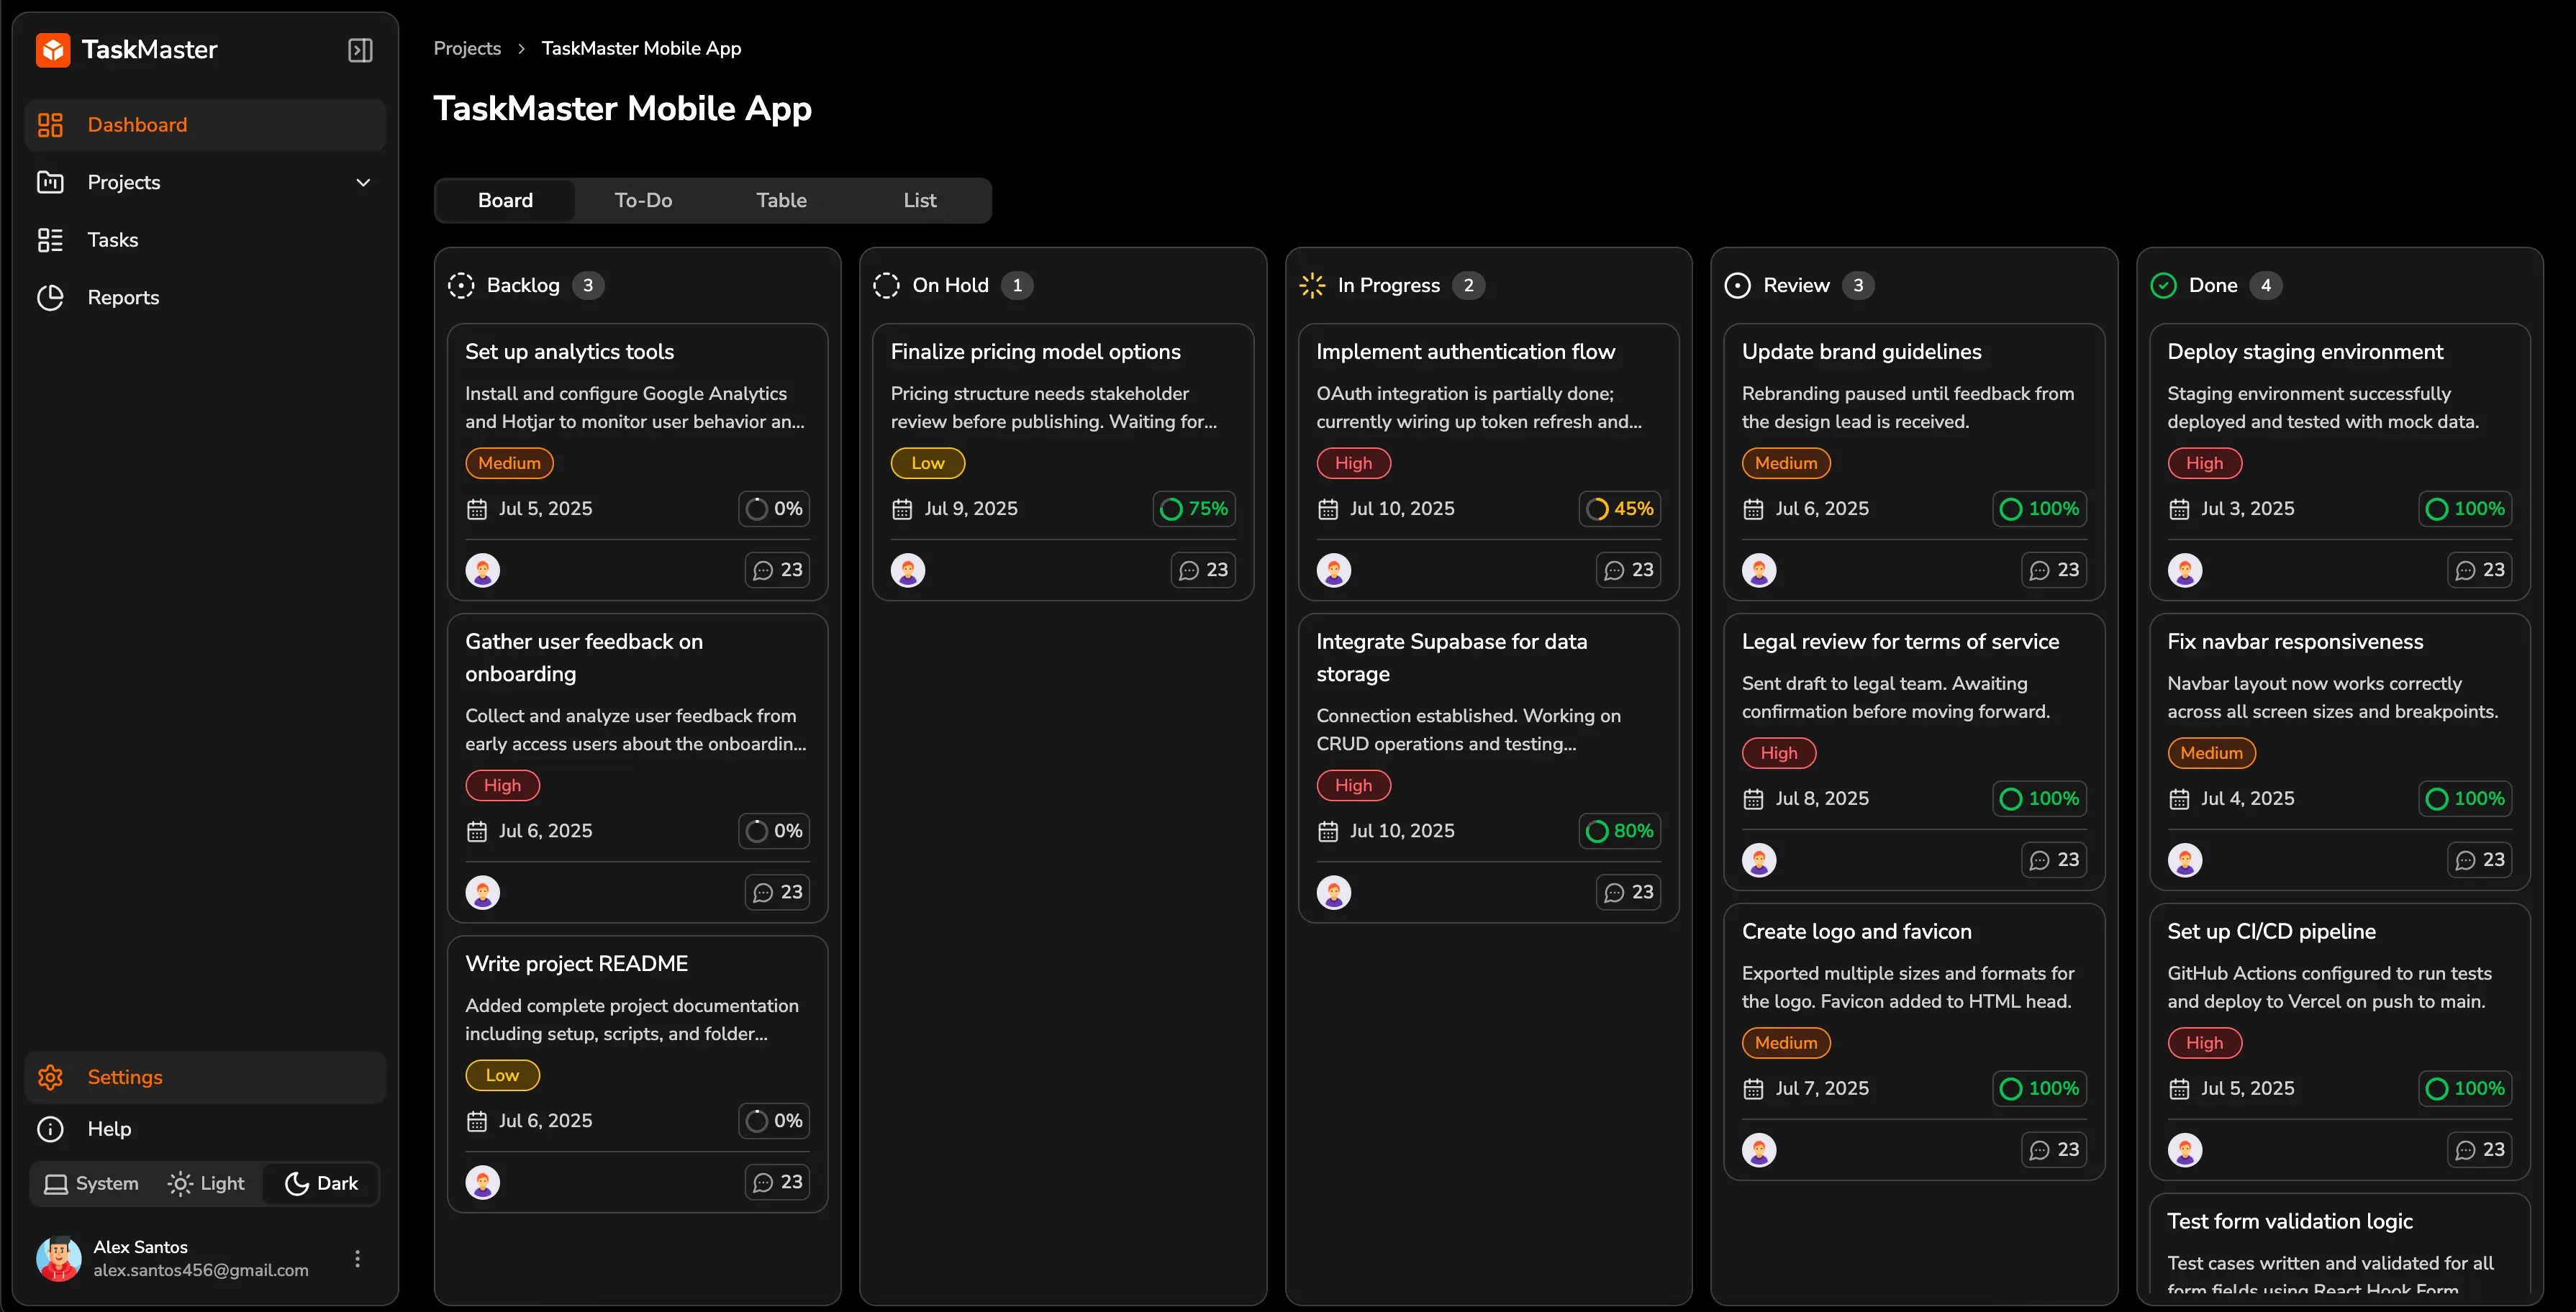 TaskMaster
Dashboard
Projects
Tasks
Reports
Settings
Help
System Light Dark
Alex Santos
alex.santos456@gmail.com
Projects > TaskMaster Mobile App
TaskMaster Mobile App
Board To-Do Table List
Backlog 3
Set up analytics tools
Install and configure Google Analytics
and Hotjar to monitor user behavior an...
Medium
Jul 5, 2025 0%
23
Gather user feedback on
onboarding
Collect and analyze user feedback from
early access users about the onboardin...
High
Jul 6, 2025 0%
23
Write project README
Added complete project documentation
including setup, scripts, and folder...
Low
Jul 6, 2025 0%
23
On Hold 1
Finalize pricing model options
Pricing structure needs stakeholder
review before publishing. Waiting for...
Low
Jul 9, 2025 75%
23
In Progress 2
Implement authentication flow
OAuth integration is partially done;
currently wiring up token refresh and...
High
Jul 10, 2025 45%
23
Integrate Supabase for data
storage
Connection established. Working on
CRUD operations and testing...
High
Jul 10, 2025 80%
23
Review 3
Update brand guidelines
Rebranding paused until feedback from
the design lead is received.
Medium
Jul 6, 2025 100%
23
Legal review for terms of service
Sent draft to legal team. Awaiting
confirmation before moving forward.
High
Jul 8, 2025 100%
23
Create logo and favicon
Exported multiple sizes and formats for
the logo. Favicon added to HTML head.
Medium
Jul 7, 2025 100%
23
Done 4
Deploy staging environment
Staging environment successfully
deployed and tested with mock data.
High
Jul 3, 2025 100%
23
Fix navbar responsiveness
Navbar layout now works correctly
across all screen sizes and breakpoints.
Medium
Jul 4, 2025 100%
23
Set up CI/CD pipeline
GitHub Actions configured to run tests
and deploy to Vercel on push to main.
High
Jul 5, 2025 100%
23
Test form validation logic
Test cases written and validated for all
form fields using React Hook Form